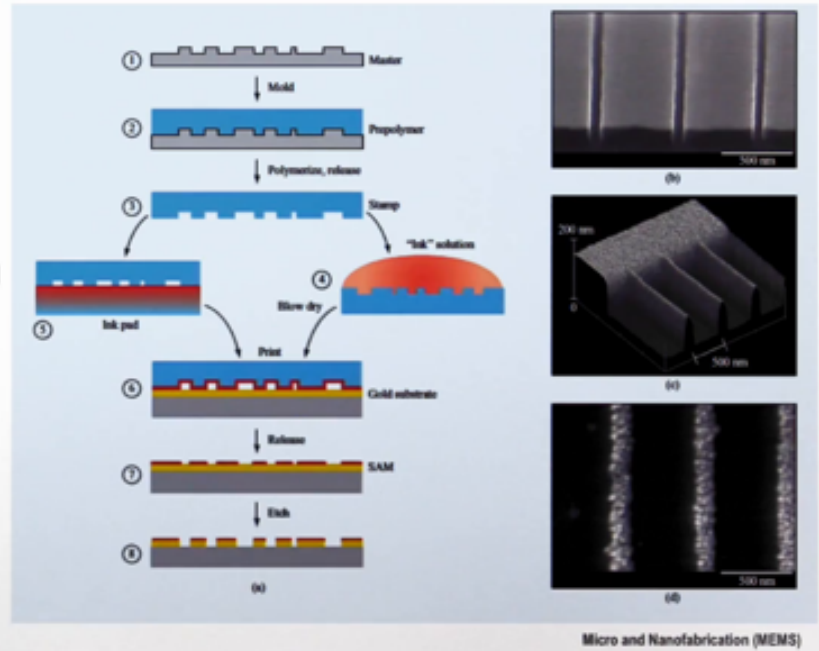 1
Master
Mold
2
Prepolymer
Polymerize, release
3
Stamp
"Ink" solution
4
Blow dry
5
Ink pad
Print
6
Gold substrate
Release
7
SAM
Etch
8
(a)
500 nm
(b)
200 nm
0
500 nm
(c)
500 nm
(d)
Micro and Nanofabrication (MEMS)